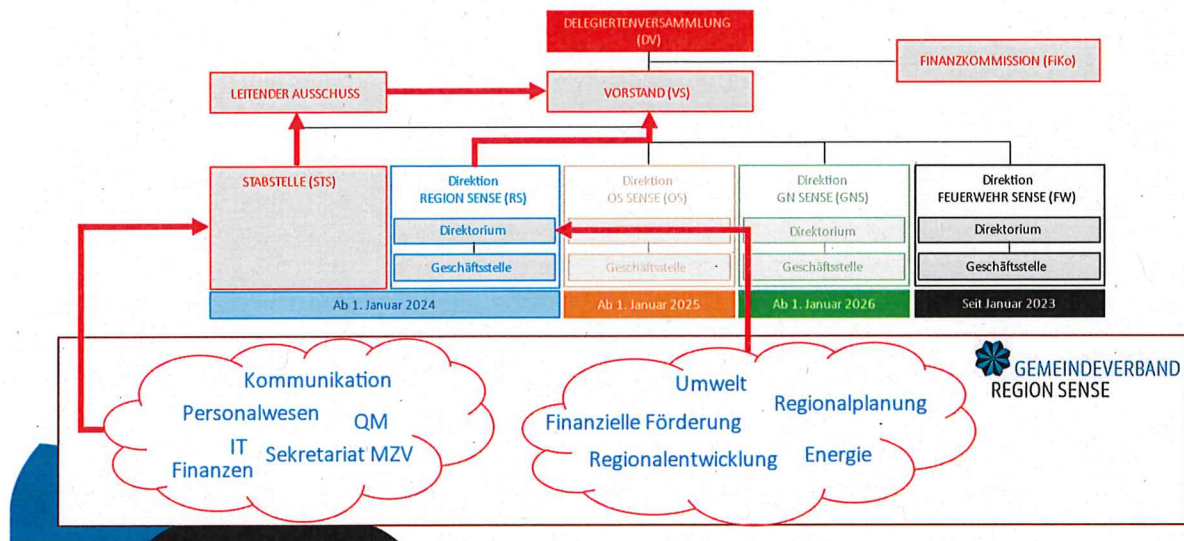 DELEGIERTENVERSAMMLUNG
(DV)
FINANZKOMMISSION (FiKo)
LEITENDER AUSSCHUSS
VORSTAND (VS)
STABSTELLE (STS)
Direktion
REGION SENSE (RS)
Direktorium
Geschäftsstelle
Direktion
OS SENSE (OS)
Direktorium
Geschäftsstelle
Direktion
GN SENSE (GNS)
Direktorium
Geschäftsstelle
Direktion
FEUERWEHR SENSE (FW)
Direktorium
Geschäftsstelle
Ab 1. Januar 2024
Ab 1. Januar 2025
Ab 1. Januar 2026
Seit Januar 2023
Kommunikation
Personalwesen
QM
IT
Sekretariat MZV
Finanzen
Umwelt
Regionalplanung
Finanzielle Förderung
Regionalentwicklung
Energie
GEMEINDEVERBAND
REGION SENSE